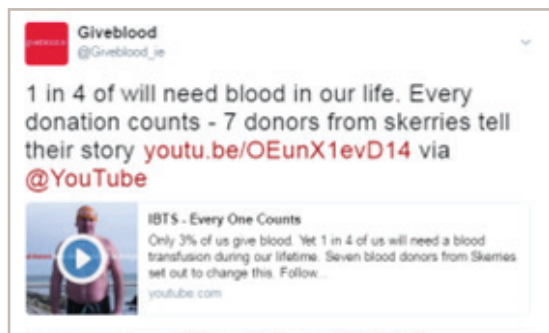 Giveblood
giveblood.ie
@Giveblood_ie
1 in 4 of will need blood in our life. Every
donation counts - 7 donors from skerries tell
their story youtu.be/OEunX1evD14 via
@YouTube
IBTS - Every One Counts
Only 3% of us give blood. Yet 1 in 4 of us will need a blood
transfusion during our lifetime. Seven blood donors from Skerries
set out to change this. Follow...
youtube.com